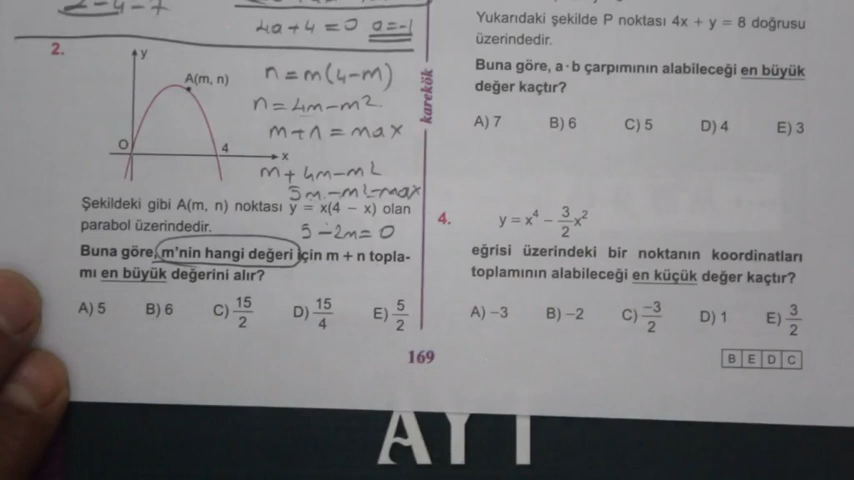 2-4-7
4a+4=0 a=-1
2.
y
A(m, n)
O
4
x
n=m(4-m)
n=4m-m²
m+n=max
m+4m-m²
5m-m²-max
5-2m=0
Şekildeki gibi A(m, n) noktası y = x(4 – x) olan
parabol üzerindedir.
Buna göre, m'nin hangi değeri için m + n topla-
mı en büyük değerini alır?
A) 5 B) 6 C) 15/2 D) 15/4 E) 5/2
karekök
Yukarıdaki şekilde P noktası 4x + y = 8 doğrusu
üzerindedir.
Buna göre, a·b çarpımının alabileceği en büyük
değer kaçtır?
A) 7 B) 6 C) 5 D) 4 E) 3
4.
y = x⁴ – 3/2 x²
eğrisi üzerindeki bir noktanın koordinatları
toplamının alabileceği en küçük değer kaçtır?
A) –3 B) –2 C) –3/2 D) 1 E) 3/2
169
B E D C
AYT